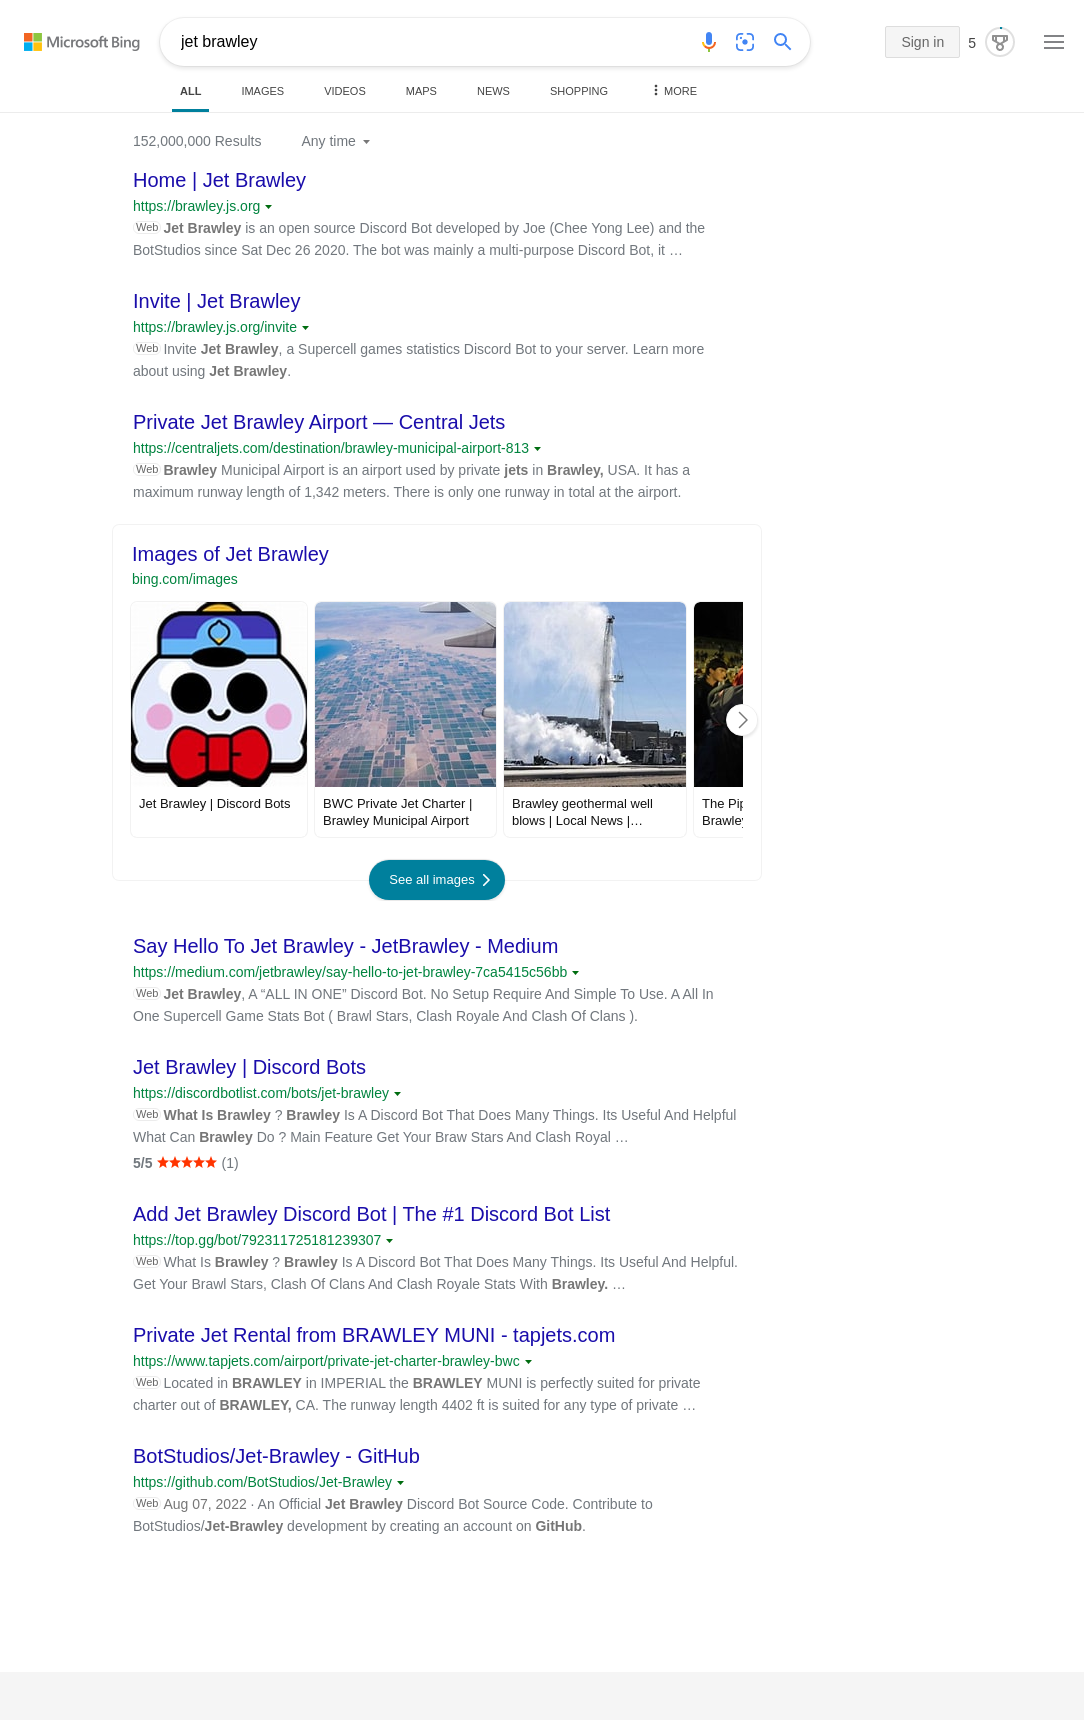 Microsoft Bing
jet brawley
Sign in
5
ALL IMAGES VIDEOS MAPS NEWS SHOPPING MORE
152,000,000 Results Any time
Home | Jet Brawley
https://brawley.js.org
Web Jet Brawley is an open source Discord Bot developed by Joe (Chee Yong Lee) and the
BotStudios since Sat Dec 26 2020. The bot was mainly a multi-purpose Discord Bot, it …
Invite | Jet Brawley
https://brawley.js.org/invite
Web Invite Jet Brawley, a Supercell games statistics Discord Bot to your server. Learn more
about using Jet Brawley.
Private Jet Brawley Airport — Central Jets
https://centraljets.com/destination/brawley-municipal-airport-813
Web Brawley Municipal Airport is an airport used by private jets in Brawley, USA. It has a
maximum runway length of 1,342 meters. There is only one runway in total at the airport.
Images of Jet Brawley
bing.com/images
Jet Brawley | Discord Bots
BWC Private Jet Charter |
Brawley Municipal Airport
Brawley geothermal well
blows | Local News |…
The Pip
Brawley
See all images
Say Hello To Jet Brawley - JetBrawley - Medium
https://medium.com/jetbrawley/say-hello-to-jet-brawley-7ca5415c56bb
Web Jet Brawley, A “ALL IN ONE” Discord Bot. No Setup Require And Simple To Use. A All In
One Supercell Game Stats Bot ( Brawl Stars, Clash Royale And Clash Of Clans ).
Jet Brawley | Discord Bots
https://discordbotlist.com/bots/jet-brawley
Web What Is Brawley ? Brawley Is A Discord Bot That Does Many Things. Its Useful And Helpful
What Can Brawley Do ? Main Feature Get Your Braw Stars And Clash Royal …
5/5 ★★★★★ (1)
Add Jet Brawley Discord Bot | The #1 Discord Bot List
https://top.gg/bot/792311725181239307
Web What Is Brawley ? Brawley Is A Discord Bot That Does Many Things. Its Useful And Helpful.
Get Your Brawl Stars, Clash Of Clans And Clash Royale Stats With Brawley. …
Private Jet Rental from BRAWLEY MUNI - tapjets.com
https://www.tapjets.com/airport/private-jet-charter-brawley-bwc
Web Located in BRAWLEY in IMPERIAL the BRAWLEY MUNI is perfectly suited for private
charter out of BRAWLEY, CA. The runway length 4402 ft is suited for any type of private …
BotStudios/Jet-Brawley - GitHub
https://github.com/BotStudios/Jet-Brawley
Web Aug 07, 2022 · An Official Jet Brawley Discord Bot Source Code. Contribute to
BotStudios/Jet-Brawley development by creating an account on GitHub.